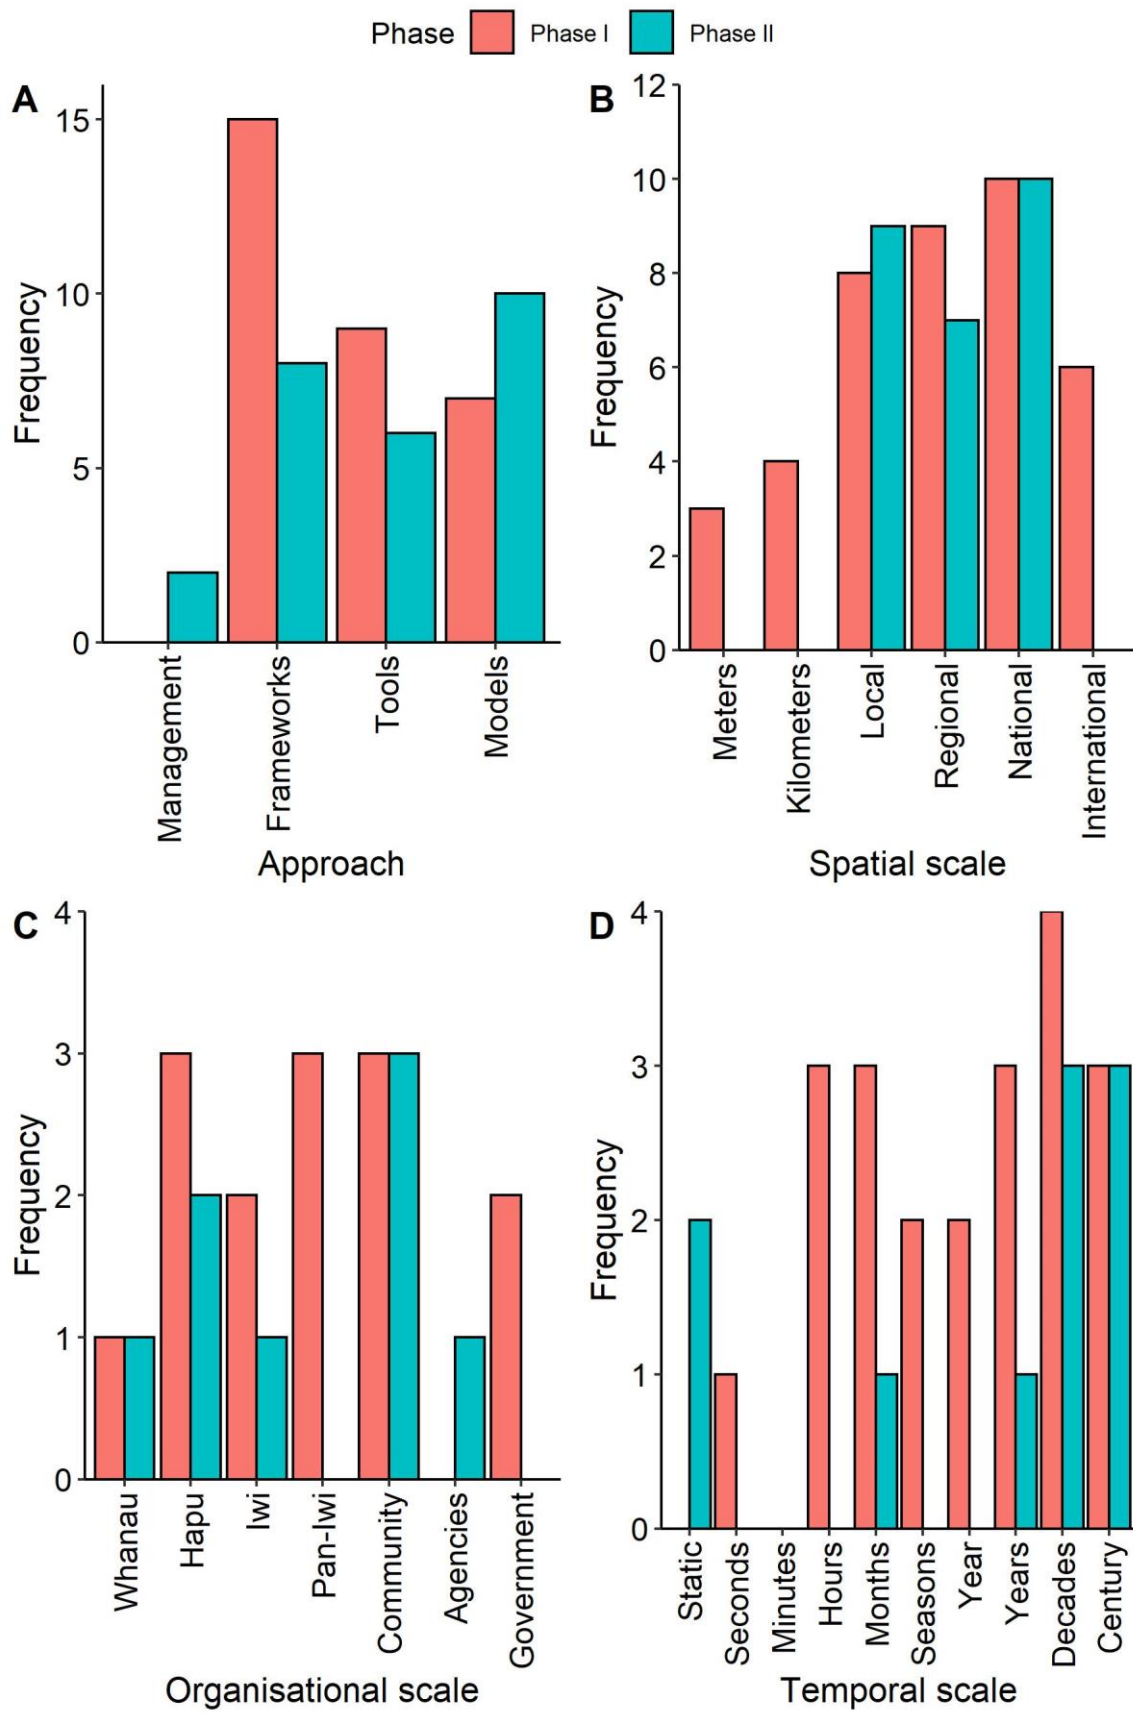 Phase Phase I Phase II
A
Frequency
15
10
5
0
Management
Frameworks
Tools
Models
Approach
B
Frequency
12
10
8
6
4
2
0
Meters
Kilometers
Local
Regional
National
International
Spatial scale
C
Frequency
4
3
2
1
0
Whanau
Hapu
Iwi
Pan-Iwi
Community
Agencies
Government
Organisational scale
D
Frequency
4
3
2
1
0
Static
Seconds
Minutes
Hours
Months
Seasons
Year
Years
Decades
Century
Temporal scale